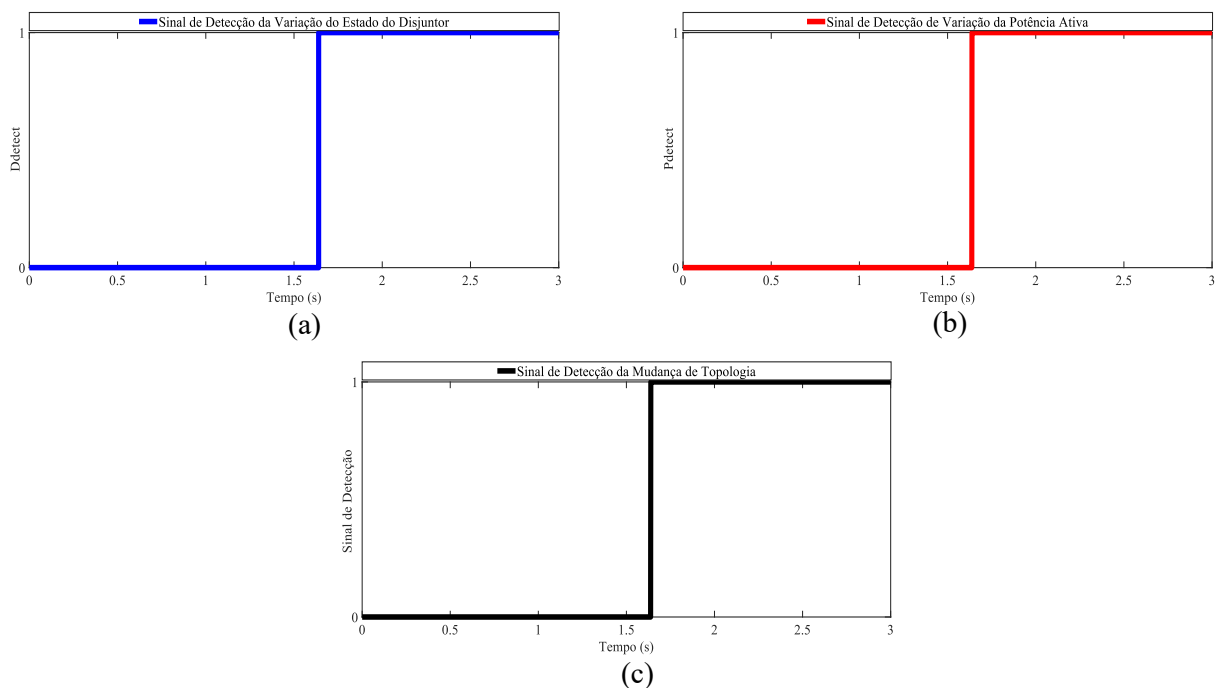 Sinal de Detecção da Variação do Estado do Disjuntor
1
Ddetect
0
0 0.5 1 1.5 2 2.5 3
Tempo (s)
(a)
Sinal de Detecção de Variação da Potência Ativa
1
Pdetect
0
0 0.5 1 1.5 2 2.5 3
Tempo (s)
(b)
Sinal de Detecção da Mudança de Topologia
1
Sinal de Detecção
0
0 0.5 1 1.5 2 2.5 3
Tempo (s)
(c)